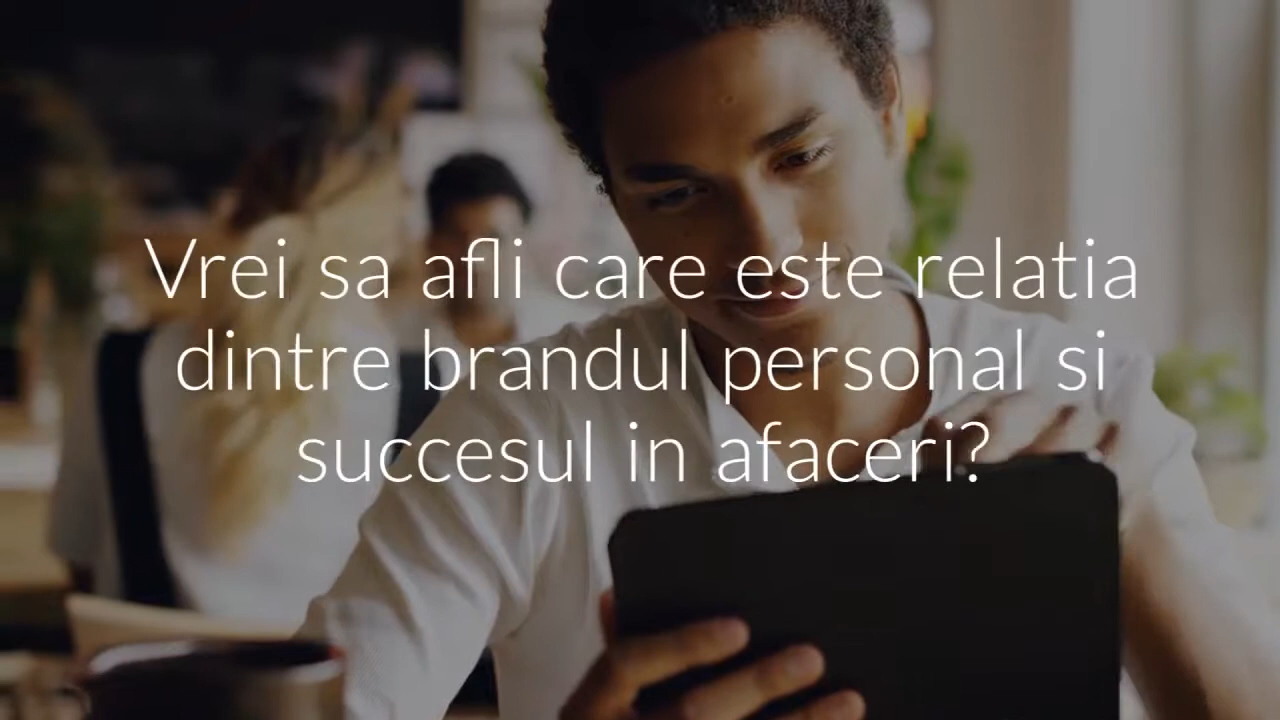 Vrei sa afli care este relatia
dintre brandul personal si
succesul in afaceri?